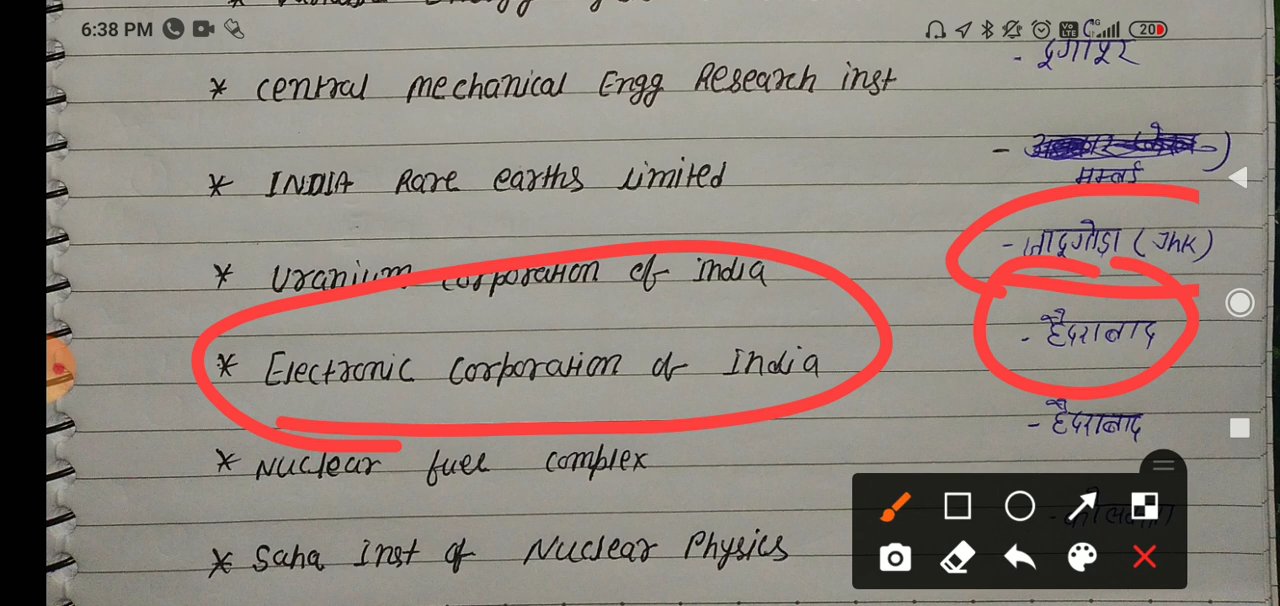 6:38 PM 20
- दुर्गापुर
* Central mechanical Engg Research inst
* INDIA Rare earths limited - मुम्बई
* Uranium corporation of india - जादूगोड़ा (Jhk)
* Electronic corporation of India - हैदराबाद
* Nuclear fuel complex - हैदराबाद
* Saha Inst of Nuclear Physics